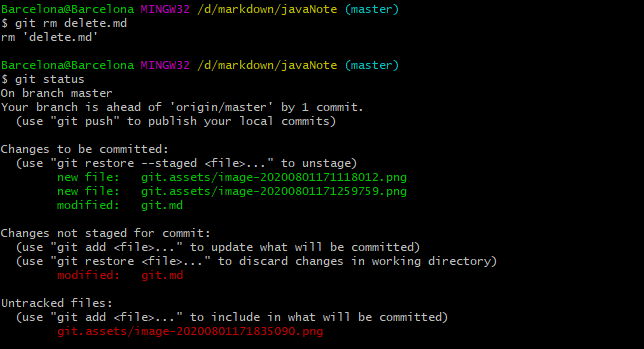 Barcelona@Barcelona MINGW32 /d/markdown/javaNote (master)
$ git rm delete.md
rm 'delete.md'
Barcelona@Barcelona MINGW32 /d/markdown/javaNote (master)
$ git status
On branch master
Your branch is ahead of 'origin/master' by 1 commit.
  (use "git push" to publish your local commits)
Changes to be committed:
  (use "git restore --staged <file>..." to unstage)
        new file:   git.assets/image-20200801171118012.png
        new file:   git.assets/image-20200801171259759.png
        modified:   git.md
Changes not staged for commit:
  (use "git add <file>..." to update what will be committed)
  (use "git restore <file>..." to discard changes in working directory)
        modified:   git.md
Untracked files:
  (use "git add <file>..." to include in what will be committed)
        git.assets/image-20200801171835090.png